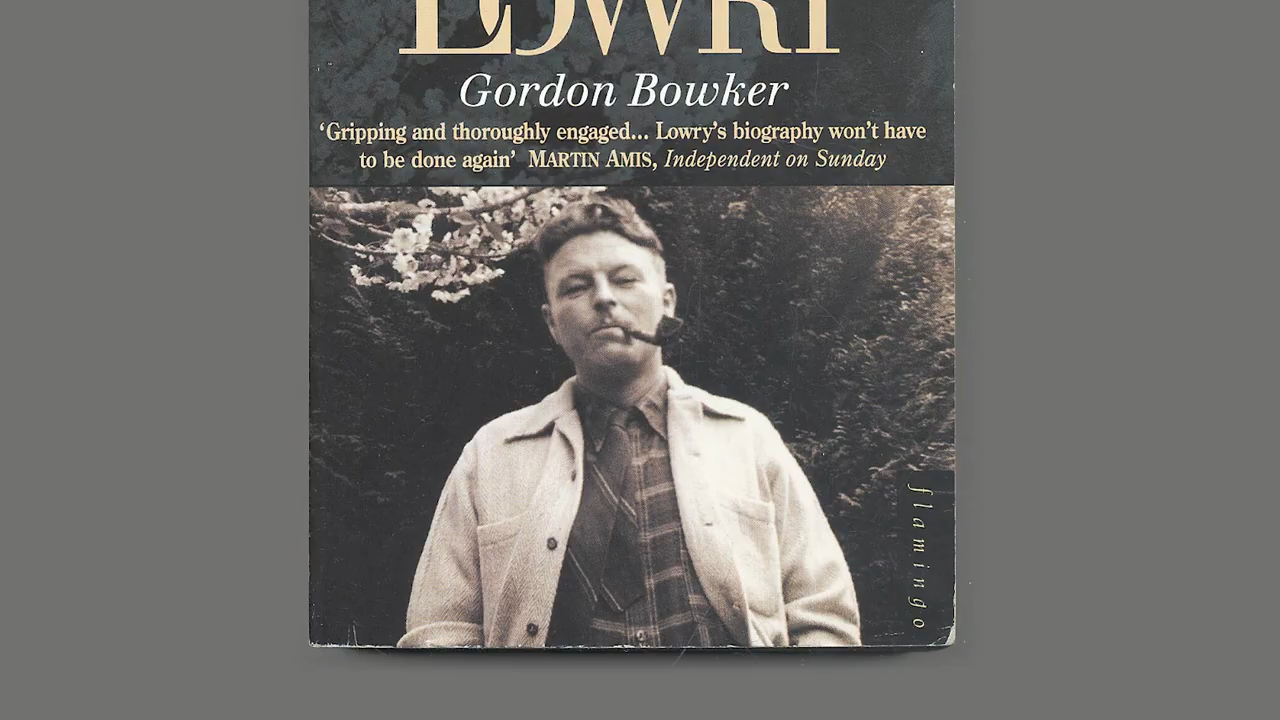 LOWRY
Gordon Bowker
‘Gripping and thoroughly engaged... Lowry’s biography won’t have
to be done again’ MARTIN AMIS, Independent on Sunday
flamingo